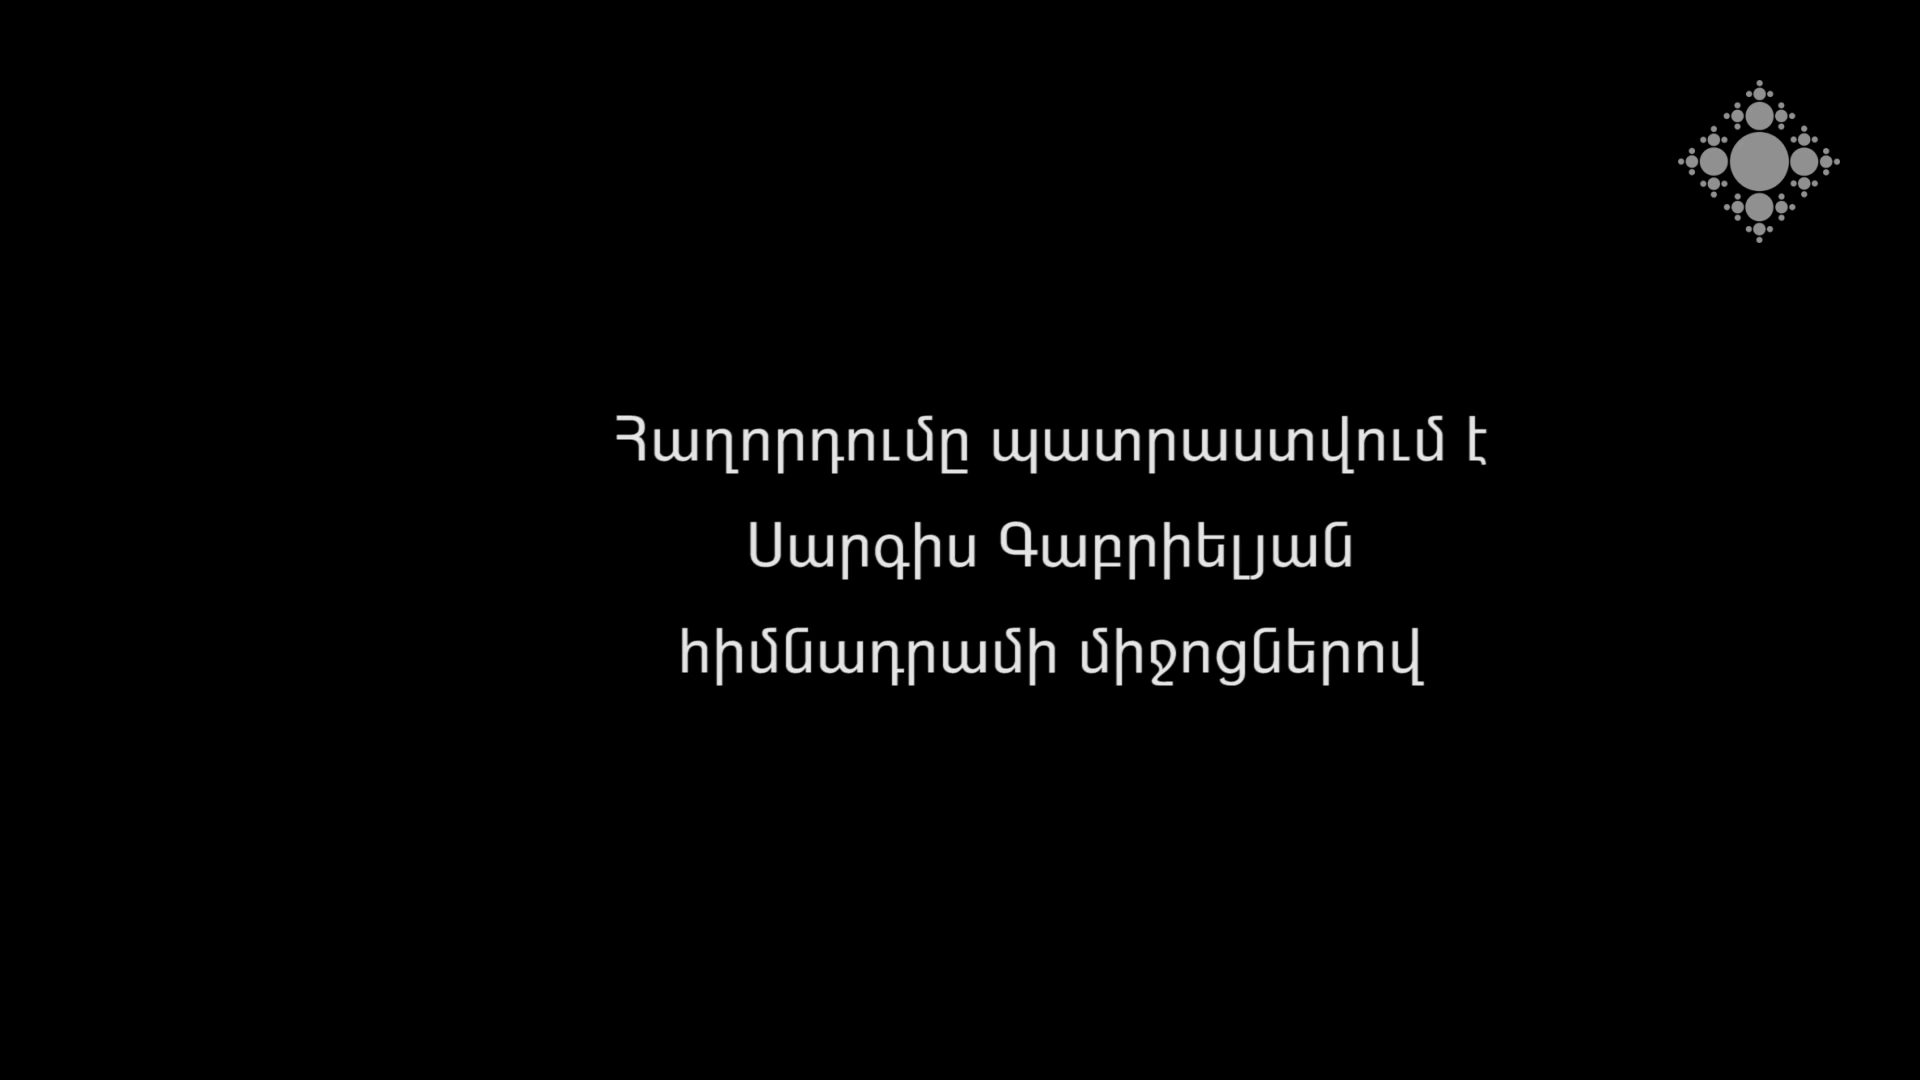 Հաղորդումը պատրաստվում է
Սարգիս Գաբրիելյան
հիմնադրամի միջոցներով